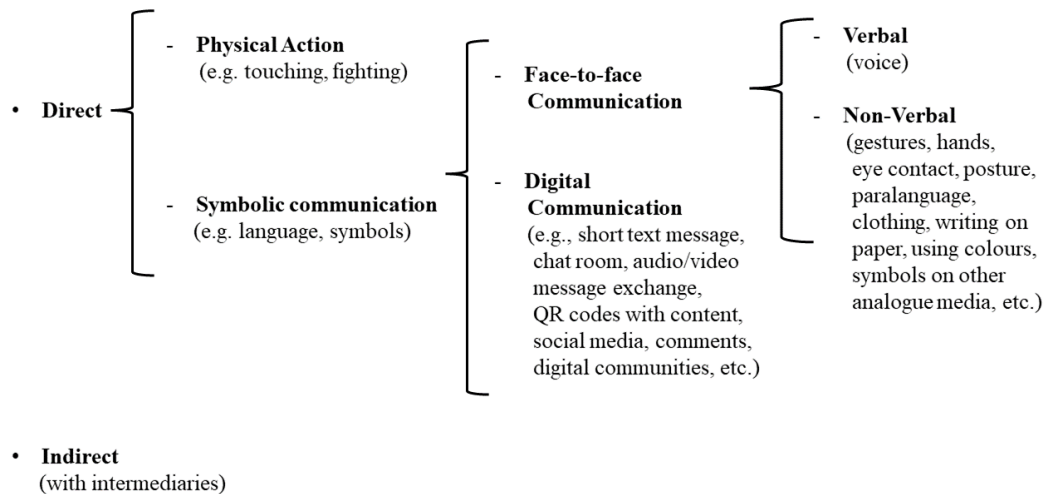 • Direct
- Physical Action
(e.g. touching, fighting)
- Symbolic communication
(e.g. language, symbols)
- Face-to-face
Communication
- Digital
Communication
(e.g., short text message,
chat room, audio/video
message exchange,
QR codes with content,
social media, comments,
digital communities, etc.)
- Verbal
(voice)
- Non-Verbal
(gestures, hands,
eye contact, posture,
paralanguage,
clothing, writing on
paper, using colours,
symbols on other
analogue media, etc.)
• Indirect
(with intermediaries)